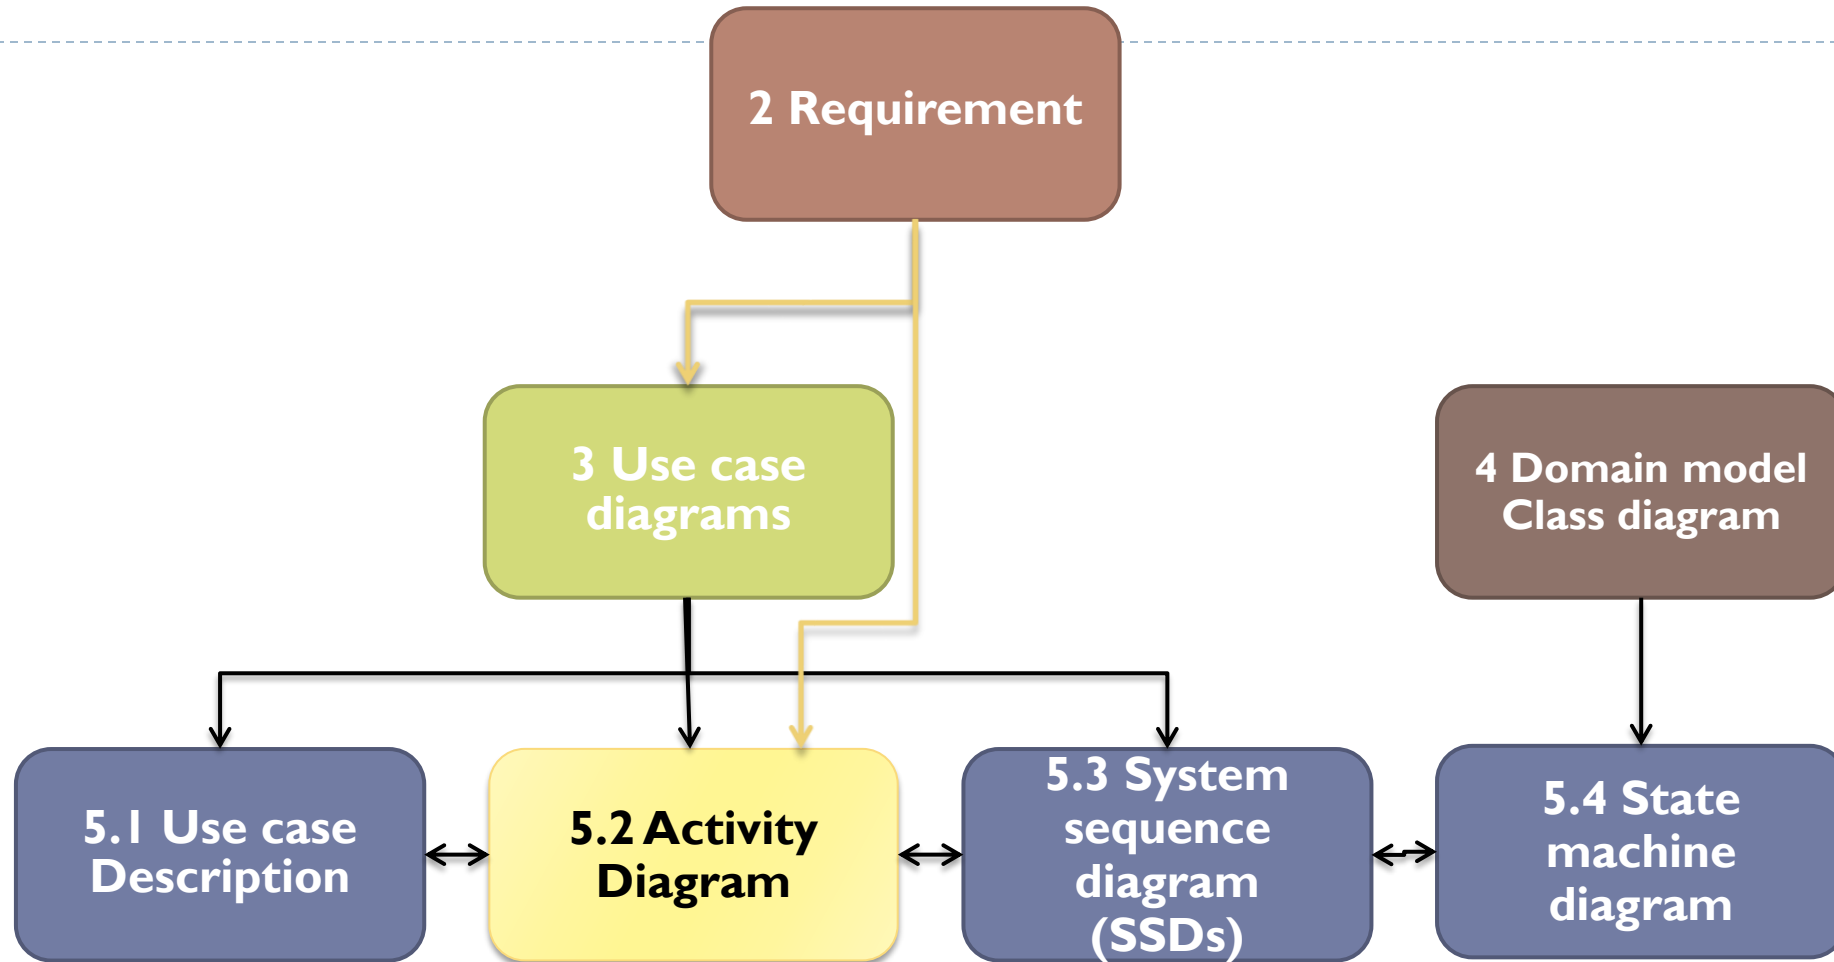 2 Requirement
3 Use case
diagrams
4 Domain model
Class diagram
5.1 Use case
Description
5.2 Activity
Diagram
5.3 System
sequence
diagram
(SSDs)
5.4 State
machine
diagram